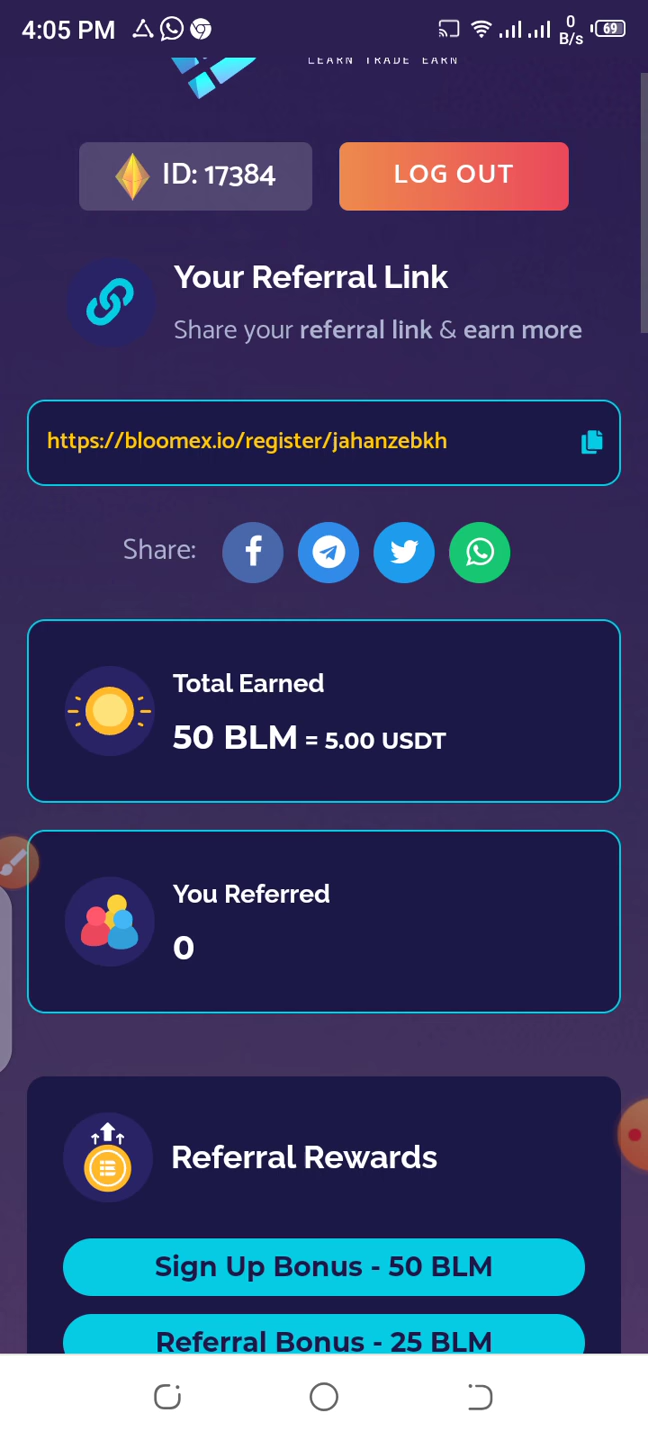 4:05 PM
0
B/s
69
LEARN TRADE EARN
ID: 17384
LOG OUT
Your Referral Link
Share your referral link & earn more
https://bloomex.io/register/jahanzebkh
Share:
Total Earned
50 BLM = 5.00 USDT
You Referred
0
Referral Rewards
Sign Up Bonus - 50 BLM
Referral Bonus - 25 BLM